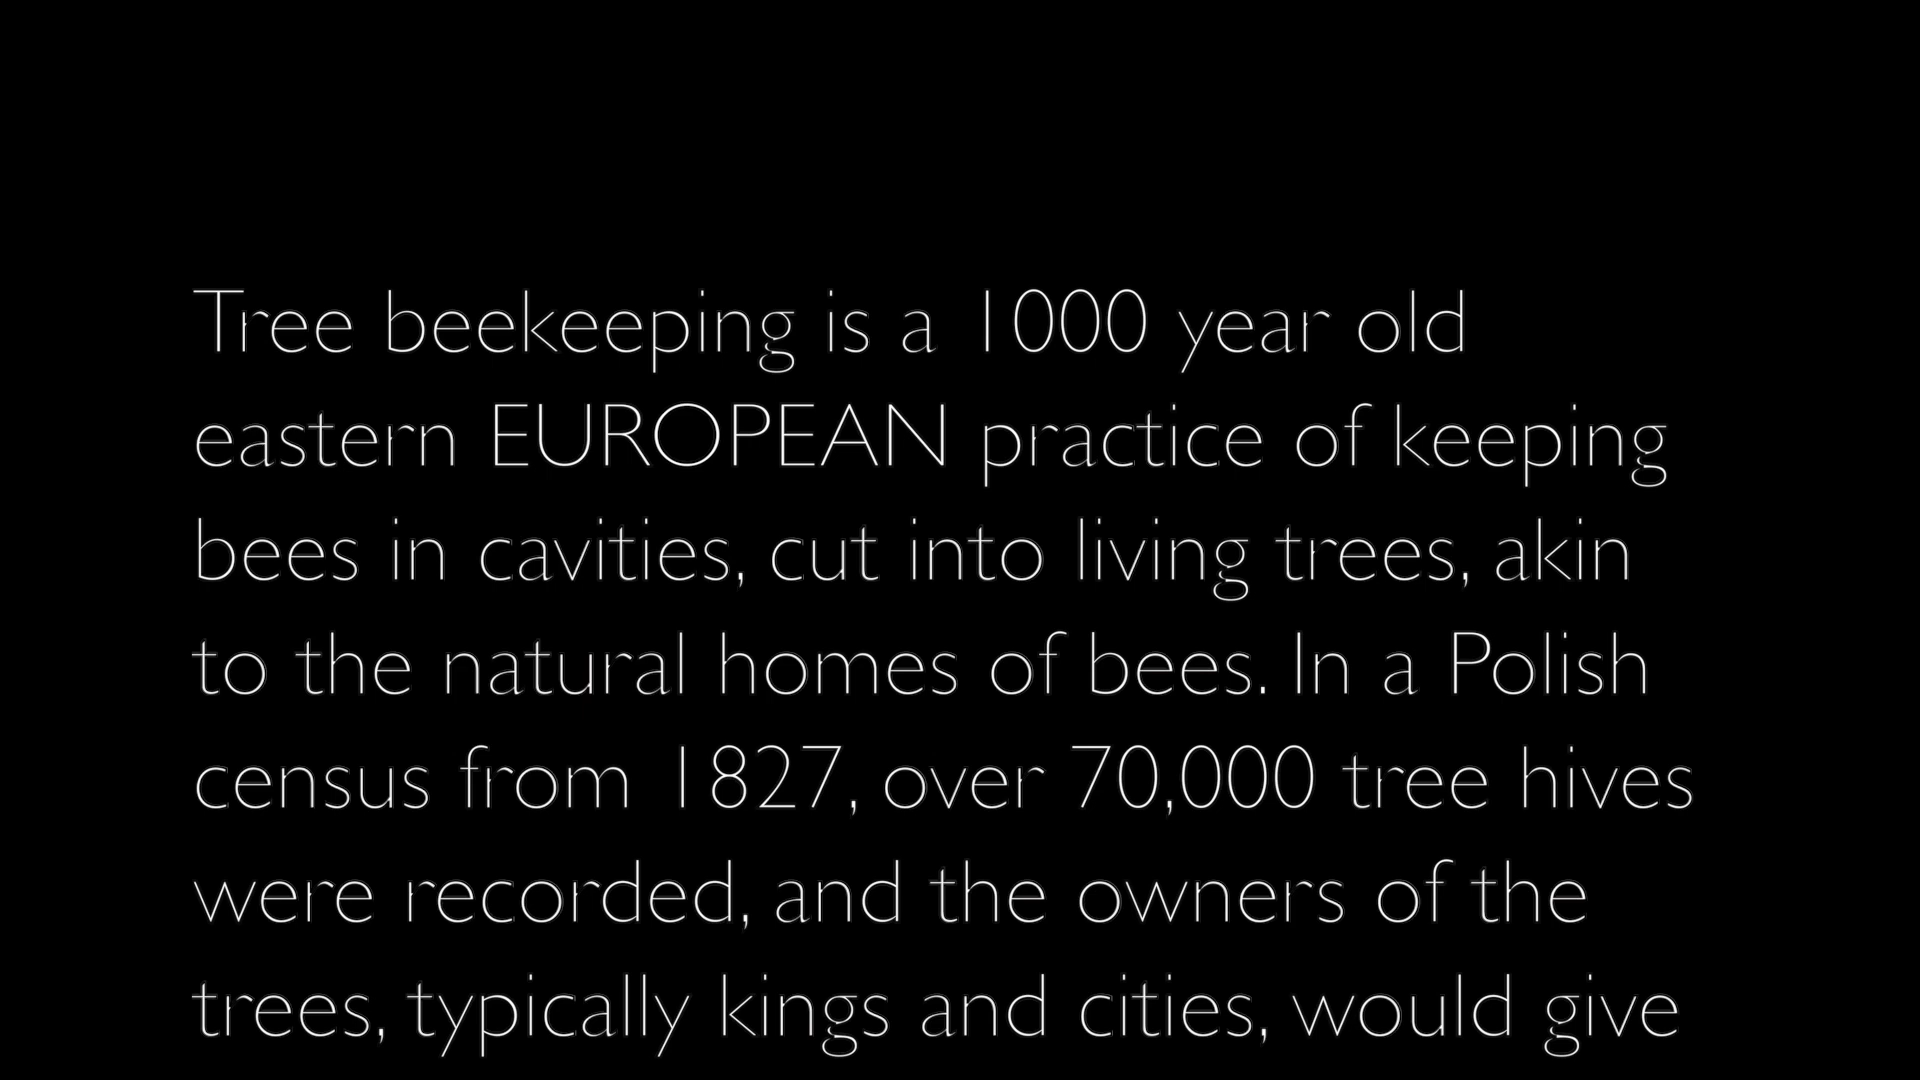 Tree beekeeping is a 1000 year old
eastern EUROPEAN practice of keeping
bees in cavities, cut into living trees, akin
to the natural homes of bees. In a Polish
census from 1827, over 70,000 tree hives
were recorded, and the owners of the
trees, typically kings and cities, would give